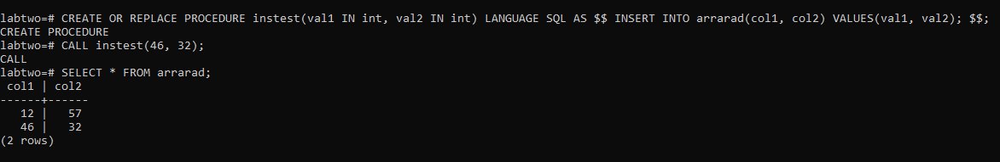 labtwo=# CREATE OR REPLACE PROCEDURE instest(val1 IN int, val2 IN int) LANGUAGE SQL AS $$ INSERT INTO arrarad(col1, col2) VALUES(val1, val2); $$;
CREATE PROCEDURE
labtwo=# CALL instest(46, 32);
CALL
labtwo=# SELECT * FROM arrarad;
 col1 | col2
------+------
   12 |   57
   46 |   32
(2 rows)